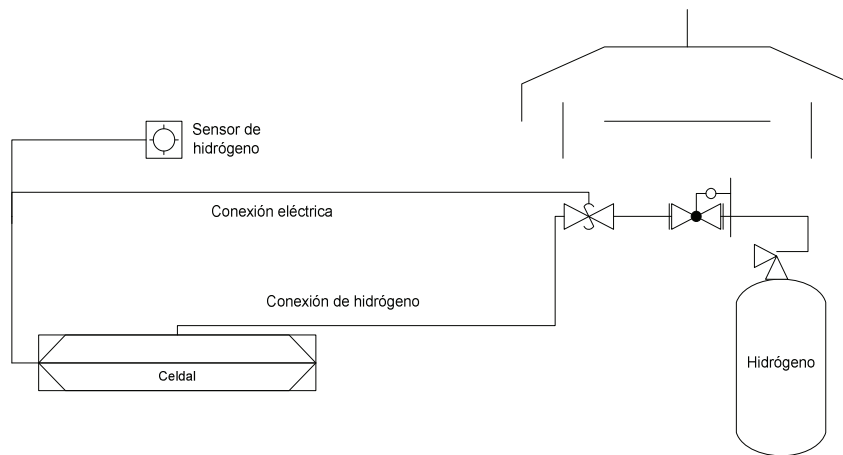 Sensor de
hidrógeno
Conexión eléctrica
Conexión de hidrógeno
Hidrógeno
Celdal